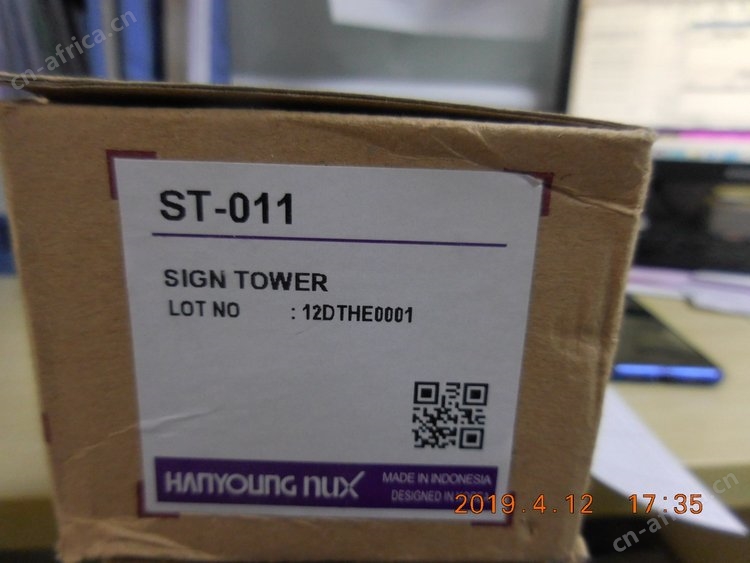 cn-africa.cn
ST-011
SIGN TOWER
LOT NO : 12DTHE0001
HANYOUNG nux
MADE IN INDONESIA
DESIGNED IN
2019.4.12 17:35
cn-africa.cn